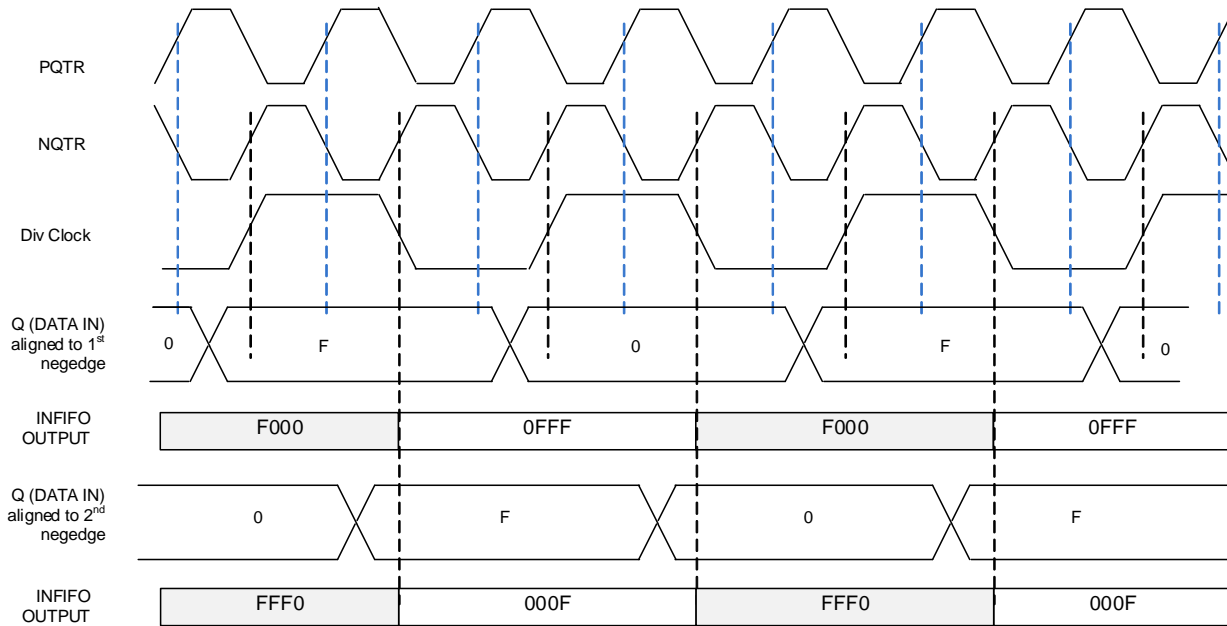 PQTR
NQTR
Div Clock
Q (DATA IN)
aligned to 1st
negedge
0
F
0
F
0
INFIFO
OUTPUT
F000
0FFF
F000
0FFF
Q (DATA IN)
aligned to 2nd
negedge
0
F
0
F
INFIFO
OUTPUT
FFF0
000F
FFF0
000F